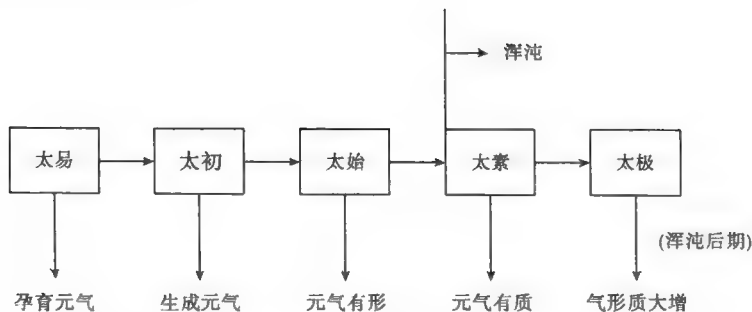 浑沌
太易
太初
太始
太素
太极
(浑沌后期)
孕育元气
生成元气
元气有形
元气有质
气形质大增